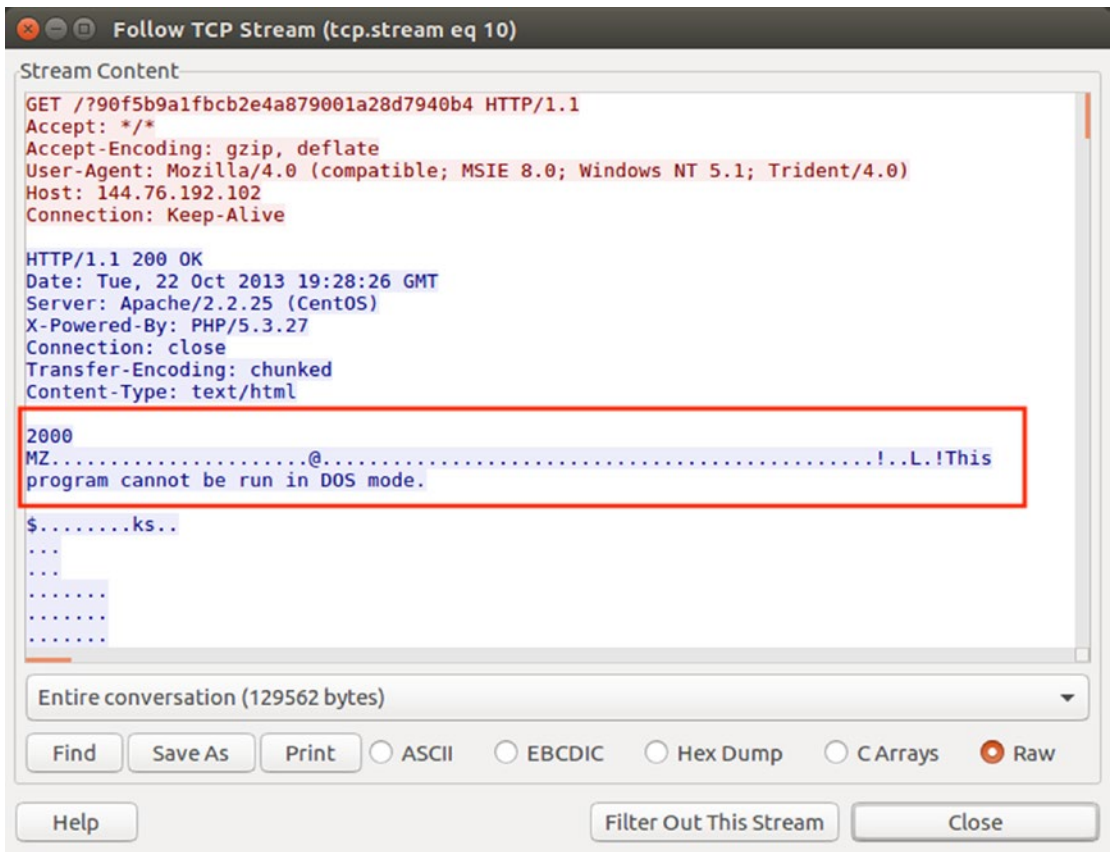 Follow TCP Stream (tcp.stream eq 10)
Stream Content
GET /?90f5b9a1fbcb2e4a879001a28d7940b4 HTTP/1.1
Accept: */*
Accept-Encoding: gzip, deflate
User-Agent: Mozilla/4.0 (compatible; MSIE 8.0; Windows NT 5.1; Trident/4.0)
Host: 144.76.192.102
Connection: Keep-Alive
HTTP/1.1 200 OK
Date: Tue, 22 Oct 2013 19:28:26 GMT
Server: Apache/2.2.25 (CentOS)
X-Powered-By: PHP/5.3.27
Connection: close
Transfer-Encoding: chunked
Content-Type: text/html
2000
MZ.......................@................................................!..L.!This
program cannot be run in DOS mode.
$........ks..
...
...
.......
.......
.......
Entire conversation (129562 bytes)
Find Save As Print ASCII EBCDIC Hex Dump C Arrays Raw
Help Filter Out This Stream Close